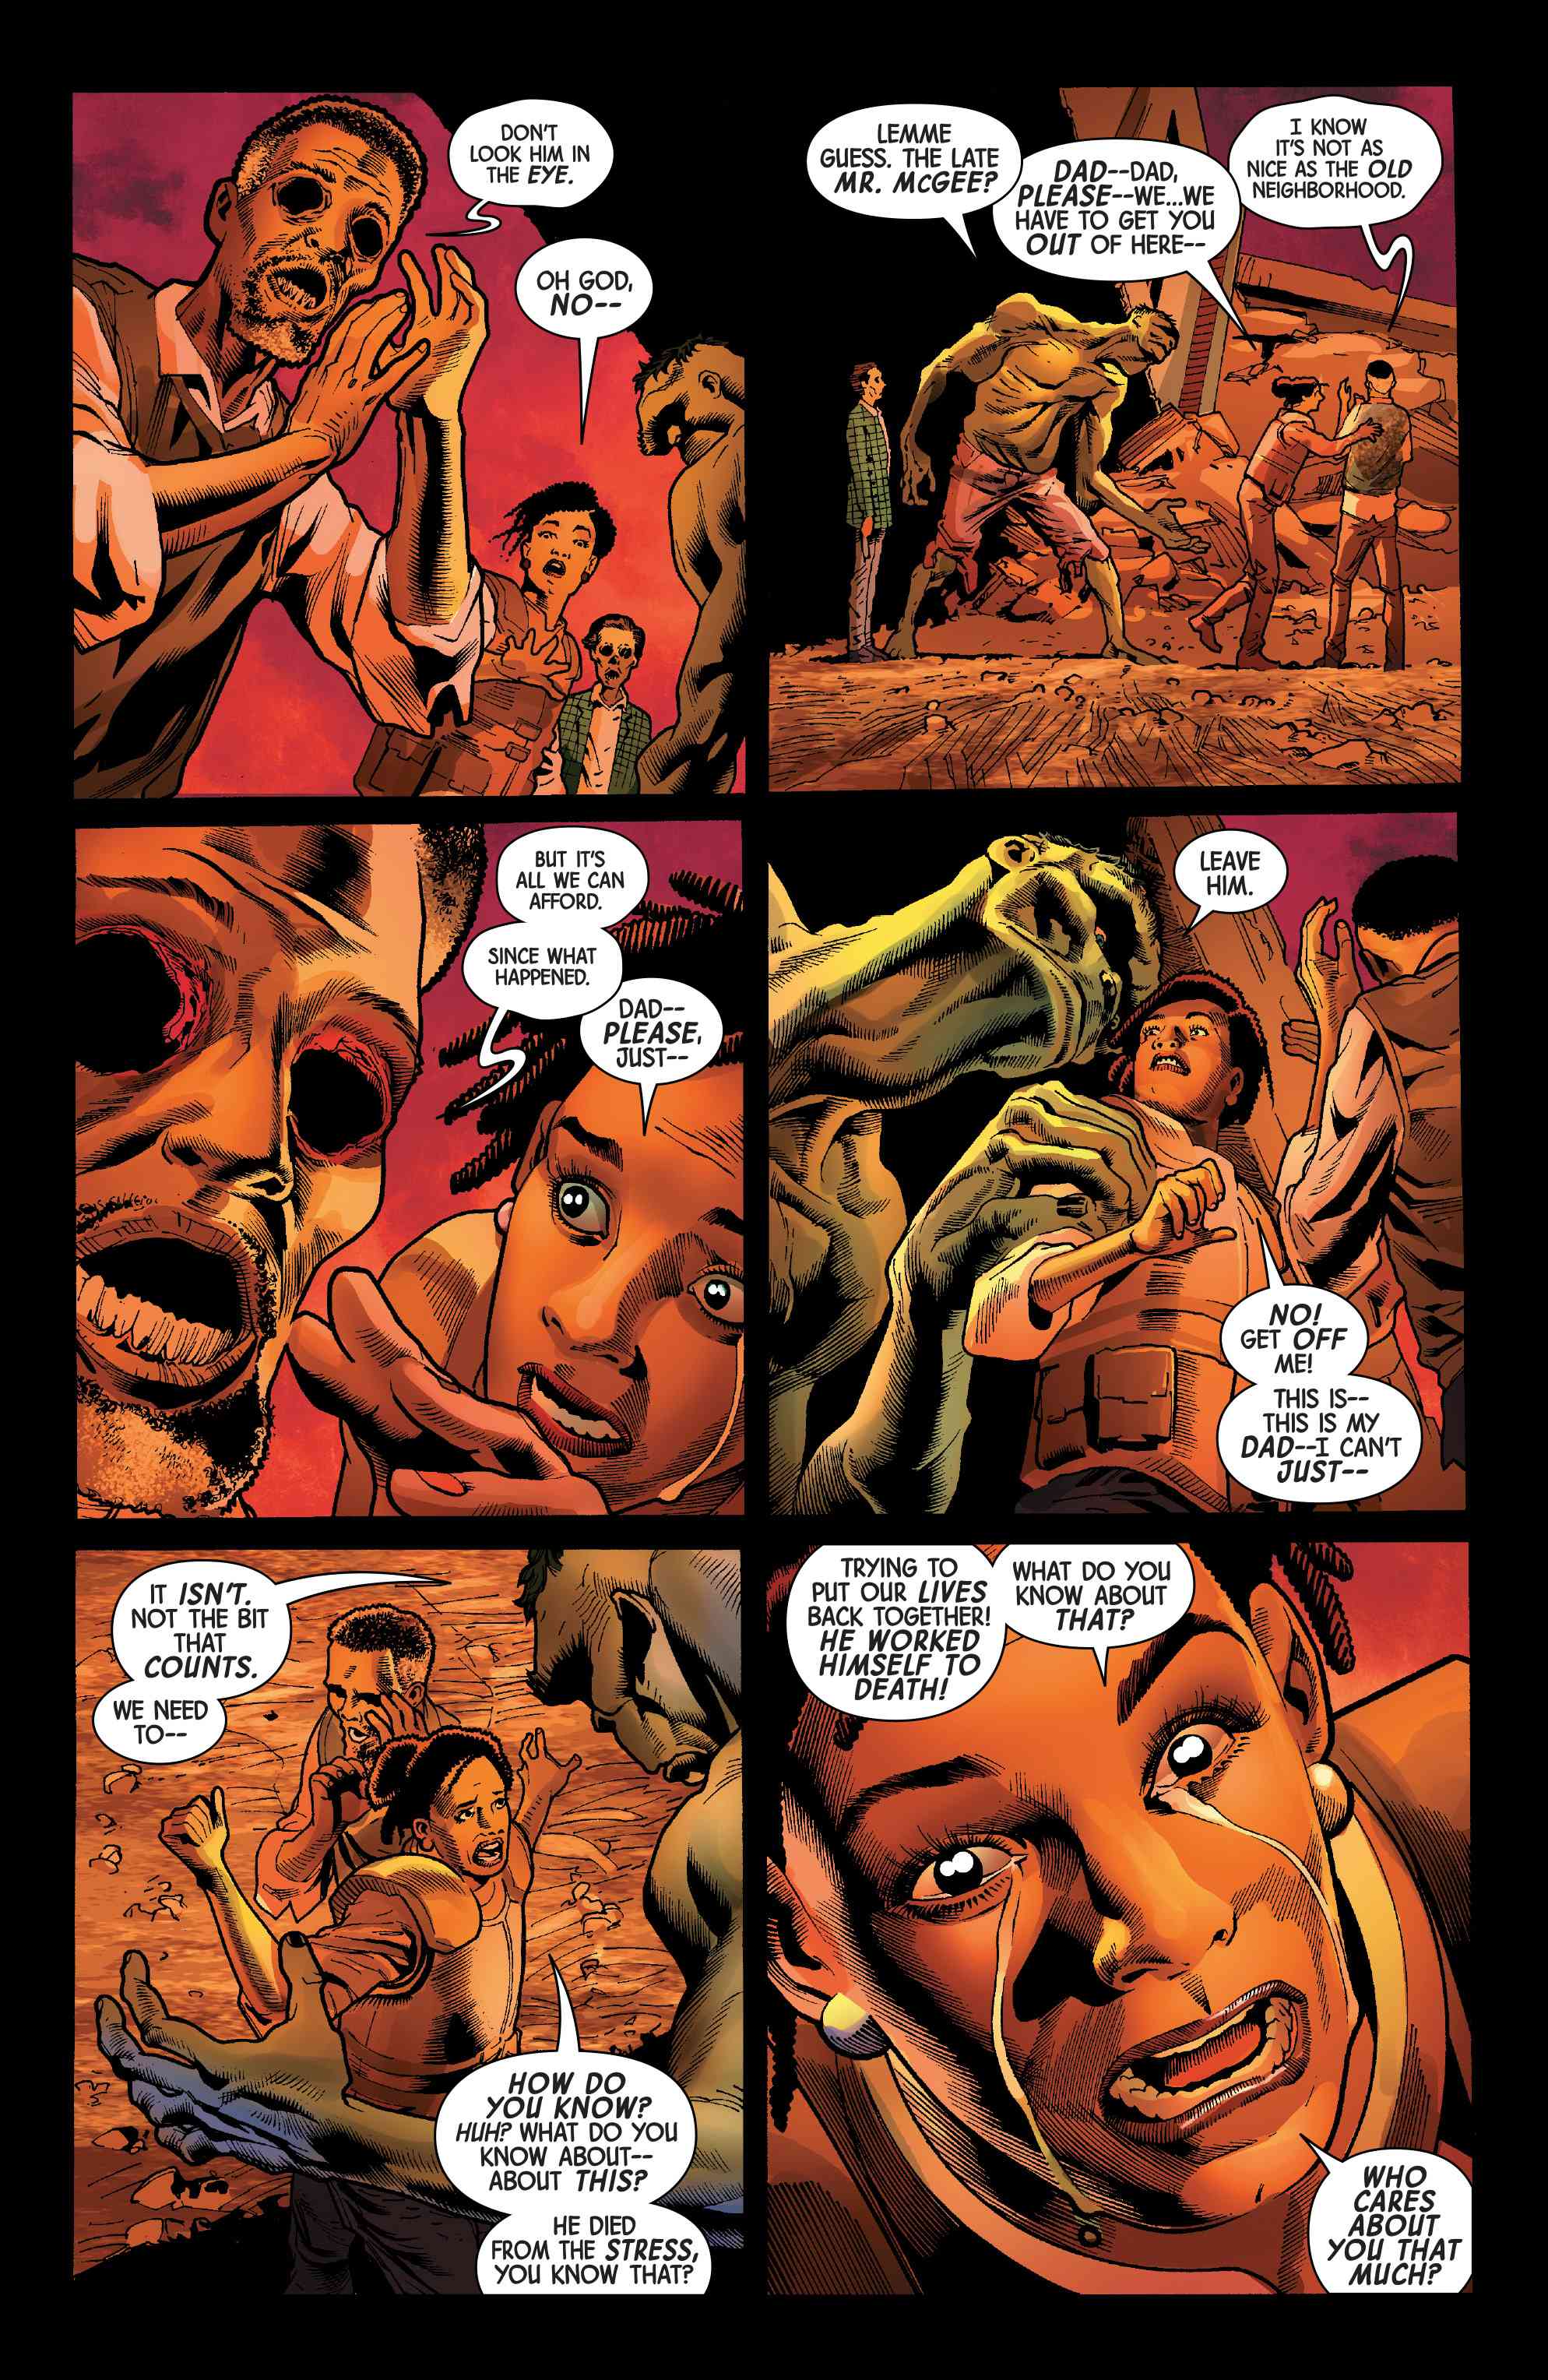 DON'T
LOOK HIM IN
THE EYE.
OH GOD,
NO--
LEMME
GUESS. THE LATE
MR. MCGEE?
DAD--DAD,
PLEASE--WE...WE
HAVE TO GET YOU
OUT OF HERE--
I KNOW
IT'S NOT AS
NICE AS THE OLD
NEIGHBORHOOD.
BUT IT'S
ALL WE CAN
AFFORD.
SINCE WHAT
HAPPENED.
DAD--
PLEASE,
JUST--
LEAVE
HIM.
NO!
GET OFF
ME!
THIS IS--
THIS IS MY
DAD--I CAN'T
JUST--
IT ISN'T.
NOT THE BIT
THAT
COUNTS.
WE NEED
TO--
HOW DO
YOU KNOW?
HUH? WHAT DO YOU
KNOW ABOUT--
ABOUT THIS?
HE DIED
FROM THE STRESS,
YOU KNOW THAT?
TRYING TO
PUT OUR LIVES
BACK TOGETHER!
HE WORKED
HIMSELF TO
DEATH!
WHAT DO YOU
KNOW ABOUT
THAT?
WHO
CARES
ABOUT
YOU THAT
MUCH?